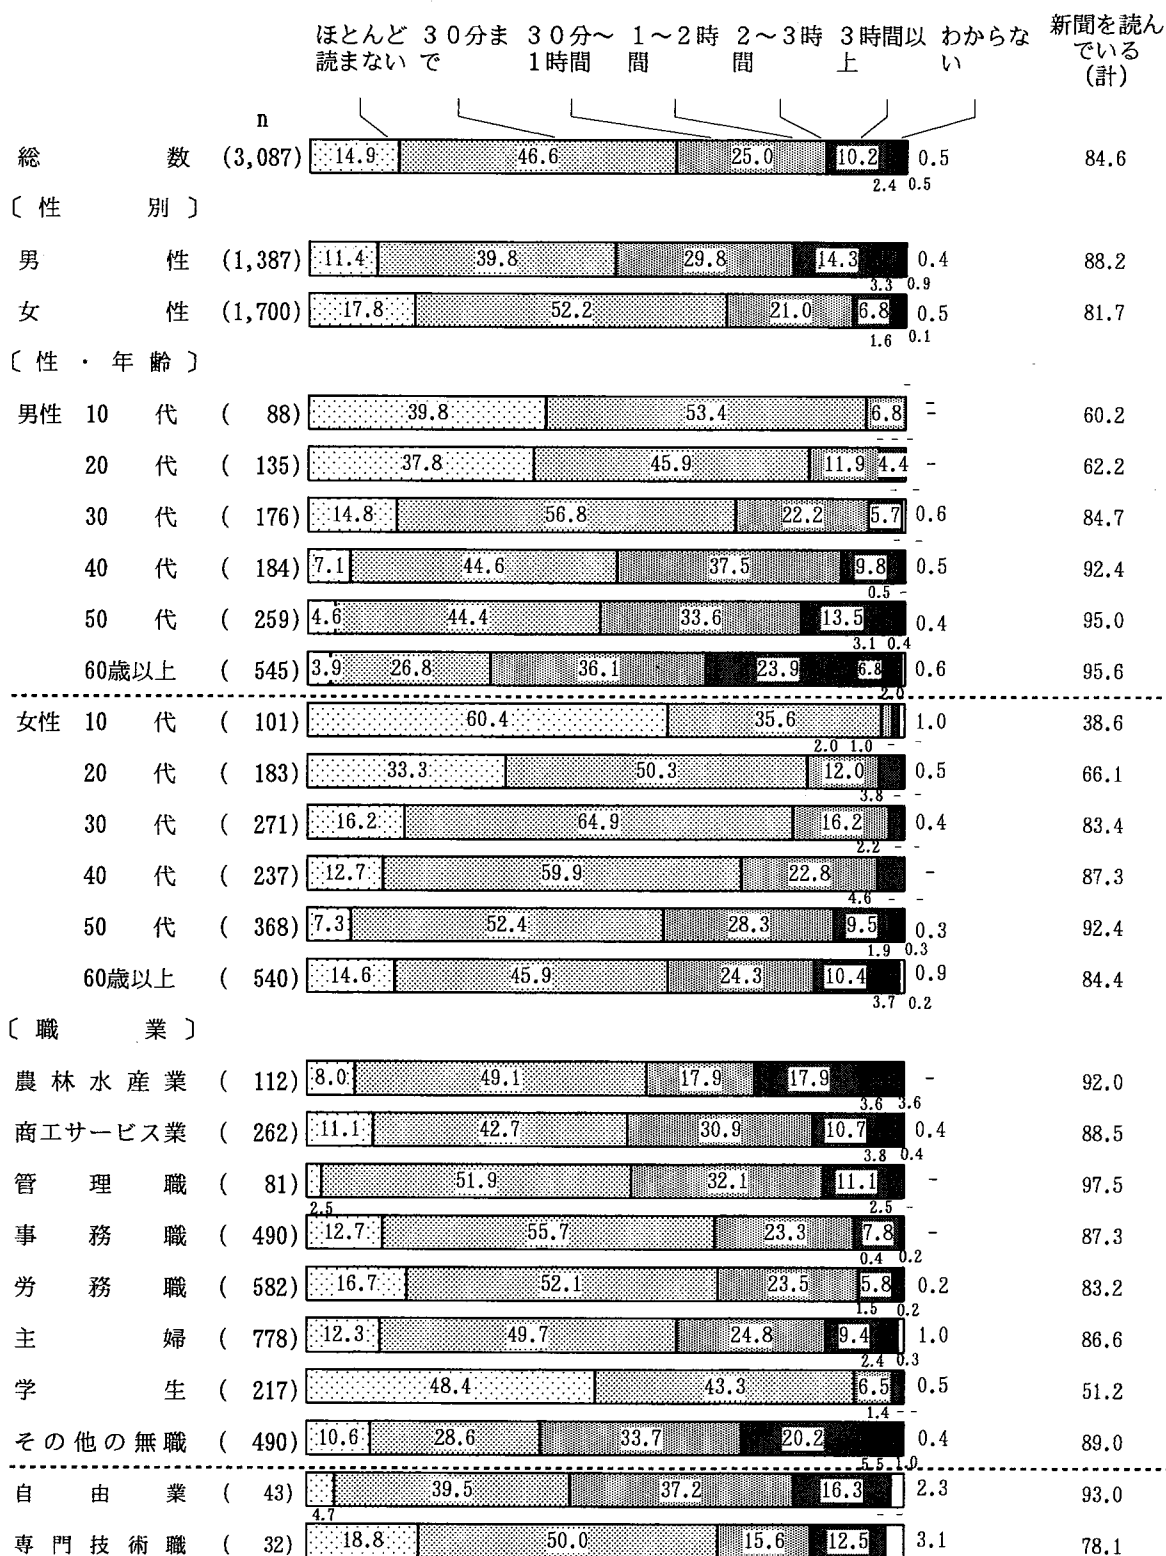 ほとんど ３０分ま ３０分～ １～２時 ２～３時 ３時間以 わからな 新聞を読ん
読まない で １時間 間 間 上 い でいる
(計)
n
総 数 (3,087) 14.9 46.6 25.0 10.2 0.5 84.6
2.4 0.5
〔性 別〕
男 性 (1,387) 11.4 39.8 29.8 14.3 0.4 88.2
3.3 0.9
女 性 (1,700) 17.8 52.2 21.0 6.8 0.5 81.7
1.6 0.1
〔性・年齢〕
-
男性 10 代 ( 88) 39.8 53.4 6.8 - 60.2
- - -
20 代 ( 135) 37.8 45.9 11.9 4.4 - 62.2
- -
30 代 ( 176) 14.8 56.8 22.2 5.7 0.6 84.7
- -
40 代 ( 184) 7.1 44.6 37.5 9.8 0.5 92.4
0.5 -
50 代 ( 259) 4.6 44.4 33.6 13.5 0.4 95.0
3.1 0.4
60歳以上 ( 545) 3.9 26.8 36.1 23.9 6.8 0.6 95.6
2.0
女性 10 代 ( 101) 60.4 35.6 1.0 38.6
2.0 1.0 - -
20 代 ( 183) 33.3 50.3 12.0 0.5 66.1
3.8 - -
30 代 ( 271) 16.2 64.9 16.2 0.4 83.4
2.2 - -
40 代 ( 237) 12.7 59.9 22.8 - 87.3
4.6 - -
50 代 ( 368) 7.3 52.4 28.3 9.5 0.3 92.4
1.9 0.3
60歳以上 ( 540) 14.6 45.9 24.3 10.4 0.9 84.4
3.7 0.2
〔職 業〕
農林水産業 ( 112) 8.0 49.1 17.9 17.9 - 92.0
3.6 3.6
商工サービス業 ( 262) 11.1 42.7 30.9 10.7 0.4 88.5
3.8 0.4
管理職 ( 81) 51.9 32.1 11.1 - 97.5
2.5 2.5 -
事務職 ( 490) 12.7 55.7 23.3 7.8 - 87.3
0.4 0.2
労務職 ( 582) 16.7 52.1 23.5 5.8 0.2 83.2
1.5 0.2
主 婦 ( 778) 12.3 49.7 24.8 9.4 1.0 86.6
2.4 0.3
学 生 ( 217) 48.4 43.3 6.5 0.5 51.2
1.4 - -
その他の無職 ( 490) 10.6 28.6 33.7 20.2 0.4 89.0
5.5 1.0
自由業 ( 43) 39.5 37.2 16.3 2.3 93.0
4.7 - -
専門技術職 ( 32) 18.8 50.0 15.6 12.5 3.1 78.1